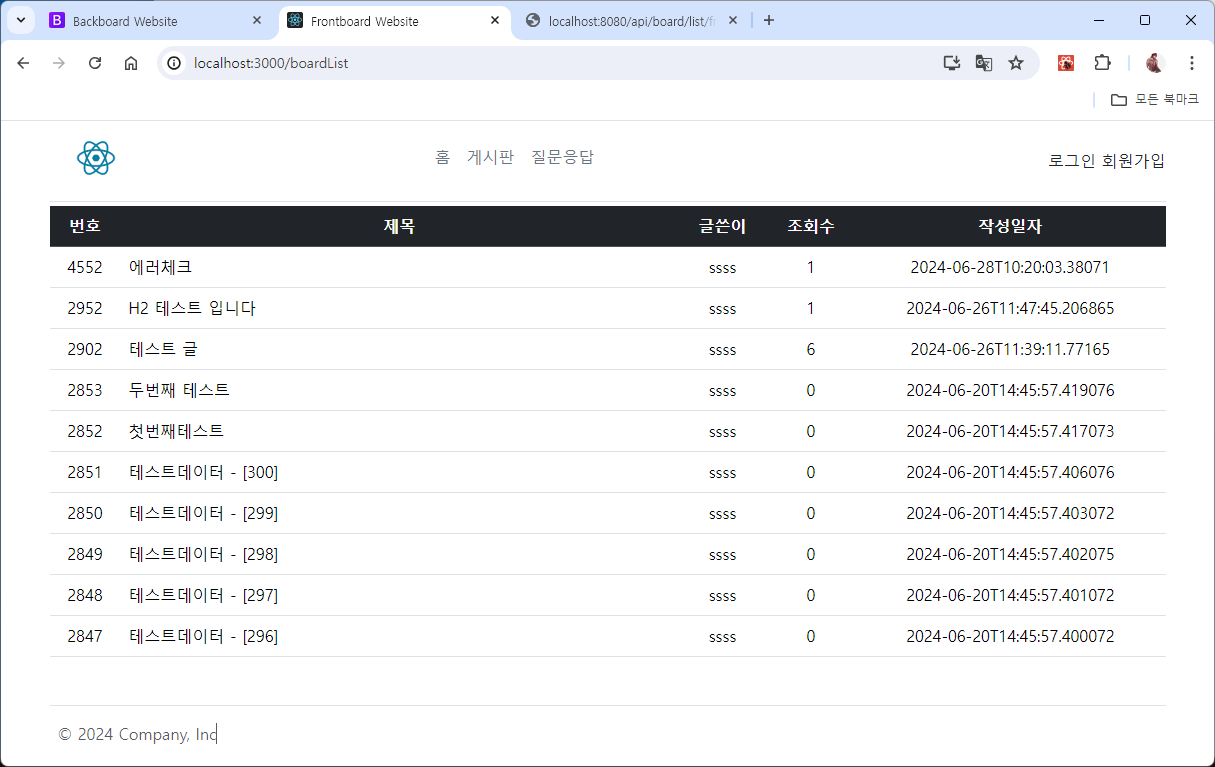 Backboard Website
Frontboard Website
localhost:8080/api/board/list/fr
localhost:3000/boardList
모든 북마크
홈 게시판 질문응답
로그인 회원가입
번호 제목 글쓴이 조회수 작성일자
4552 에러체크 ssss 1 2024-06-28T10:20:03.38071
2952 H2 테스트 입니다 ssss 1 2024-06-26T11:47:45.206865
2902 테스트 글 ssss 6 2024-06-26T11:39:11.77165
2853 두번째 테스트 ssss 0 2024-06-20T14:45:57.419076
2852 첫번째테스트 ssss 0 2024-06-20T14:45:57.417073
2851 테스트데이터 - [300] ssss 0 2024-06-20T14:45:57.406076
2850 테스트데이터 - [299] ssss 0 2024-06-20T14:45:57.403072
2849 테스트데이터 - [298] ssss 0 2024-06-20T14:45:57.402075
2848 테스트데이터 - [297] ssss 0 2024-06-20T14:45:57.401072
2847 테스트데이터 - [296] ssss 0 2024-06-20T14:45:57.400072
© 2024 Company, Inc